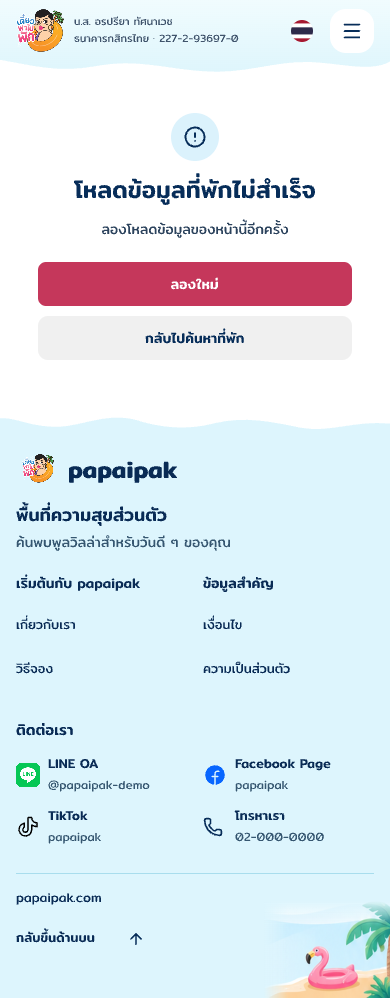 เที่ยว
พา
พัก
น.ส. อรปรียา ทัศนาเวช
ธนาคารกสิกรไทย · 227-2-93697-0
โหลดข้อมูลที่พักไม่สำเร็จ
ลองโหลดข้อมูลของหน้านี้อีกครั้ง
ลองใหม่
กลับไปค้นหาที่พัก
papaipak
พื้นที่ความสุขส่วนตัว
ค้นพบพูลวิลล่าสำหรับวันดี ๆ ของคุณ
เริ่มต้นกับ papaipak
ข้อมูลสำคัญ
เกี่ยวกับเรา
เงื่อนไข
วิธีจอง
ความเป็นส่วนตัว
ติดต่อเรา
LINE
LINE OA
@papaipak-demo
Facebook Page
papaipak
TikTok
papaipak
โทรหาเรา
02-000-0000
papaipak.com
กลับขึ้นด้านบน